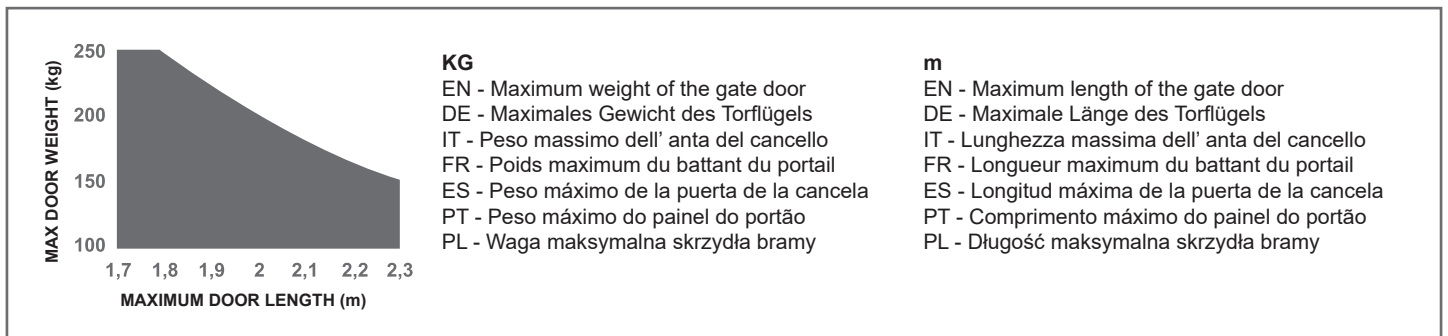 250
200
150
100
MAX DOOR WEIGHT (kg)
1,7 1,8 1,9 2 2,1 2,2 2,3
MAXIMUM DOOR LENGTH (m)
KG
EN - Maximum weight of the gate door
DE - Maximales Gewicht des Torflügels
IT - Peso massimo dell' anta del cancello
FR - Poids maximum du battant du portail
ES - Peso máximo de la puerta de la cancela
PT - Peso máximo do painel do portão
PL - Waga maksymalna skrzydła bramy
m
EN - Maximum length of the gate door
DE - Maximale Länge des Torflügels
IT - Lunghezza massima dell' anta del cancello
FR - Longueur maximum du battant du portail
ES - Longitud máxima de la puerta de la cancela
PT - Comprimento máximo do painel do portão
PL - Długość maksymalna skrzydła bramy